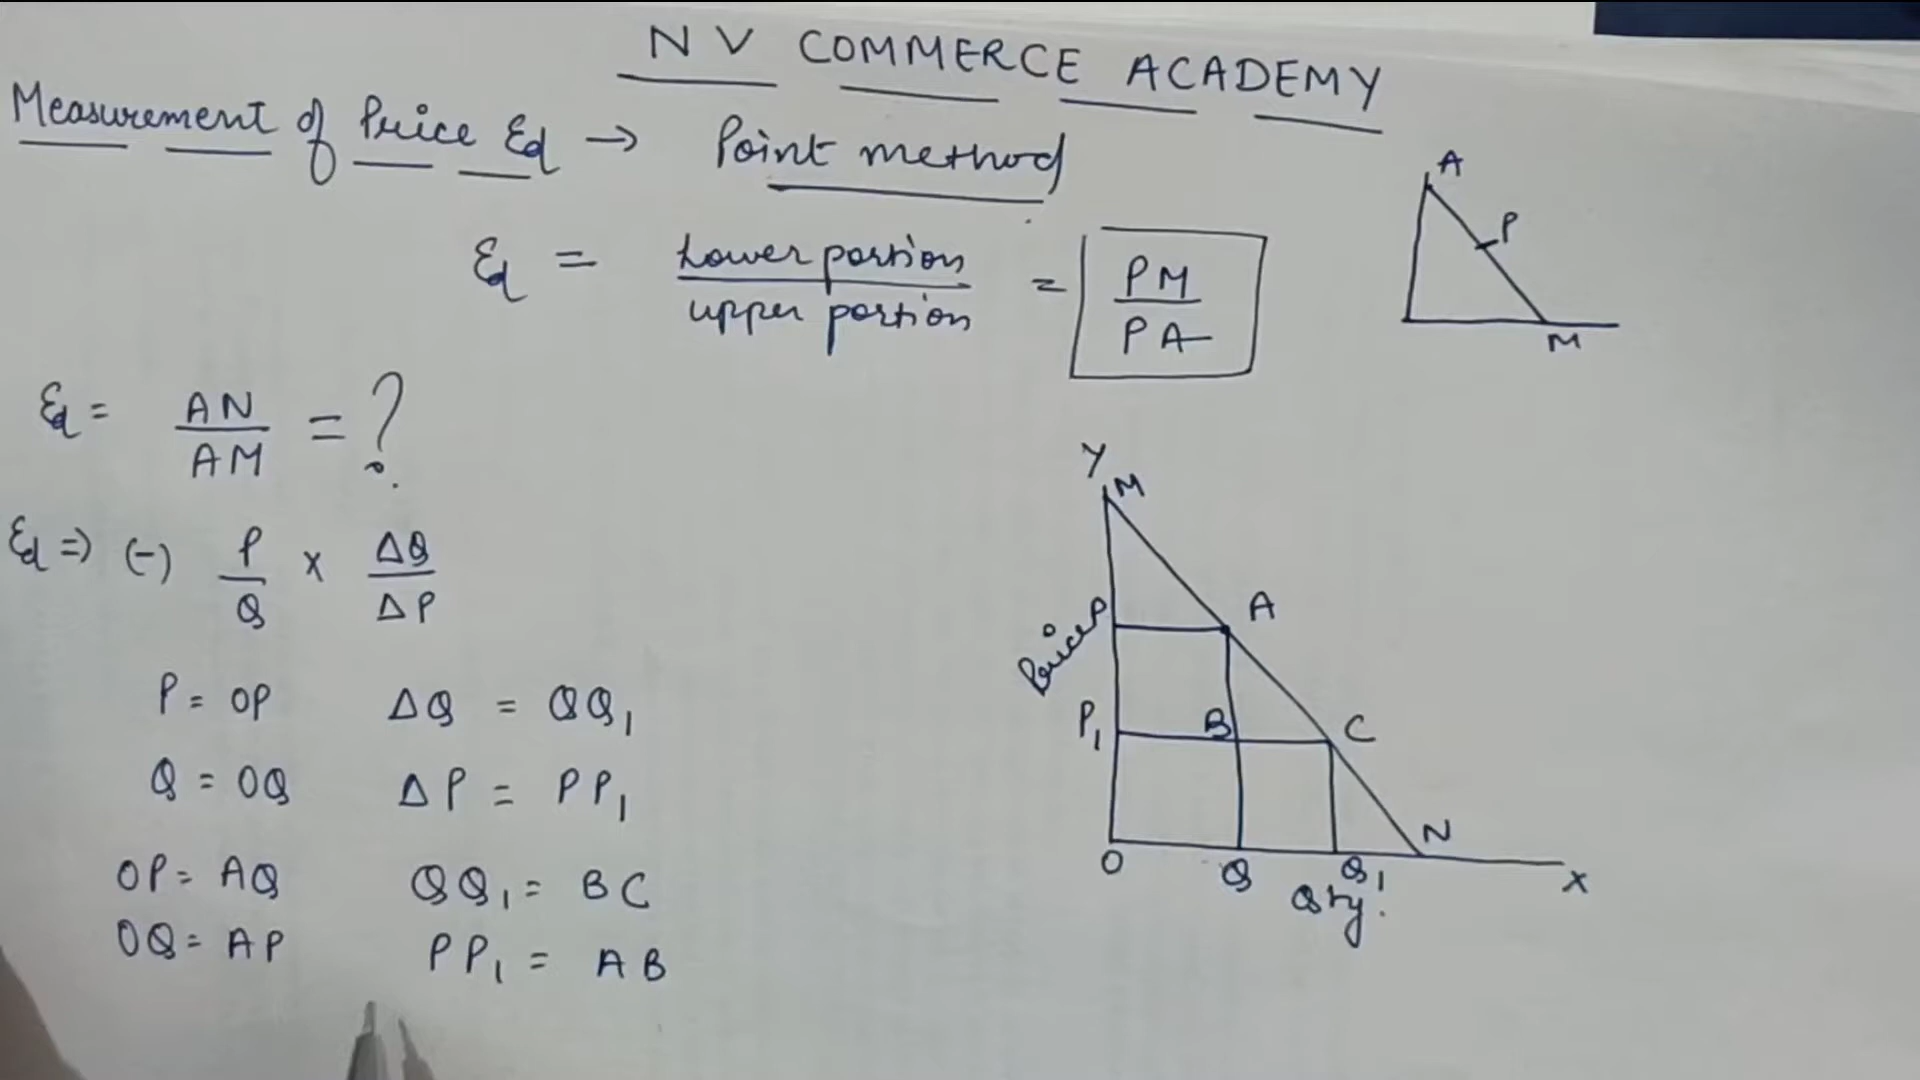 NV COMMERCE ACADEMY
Measurement of Price Ed → Point method
Ed = Lower portion / upper portion = PM / PA
A
P
M
Ed = AN / AM = ?
Ed ⇒ (-) P / Q × ΔQ / ΔP
P = OP ΔQ = QQ₁
Q = OQ ΔP = PP₁
OP = AQ QQ₁ = BC
OQ = AP PP₁ = AB
Y
M
Price P A
P₁ B C
N
O Q Q₁ X
Qty.